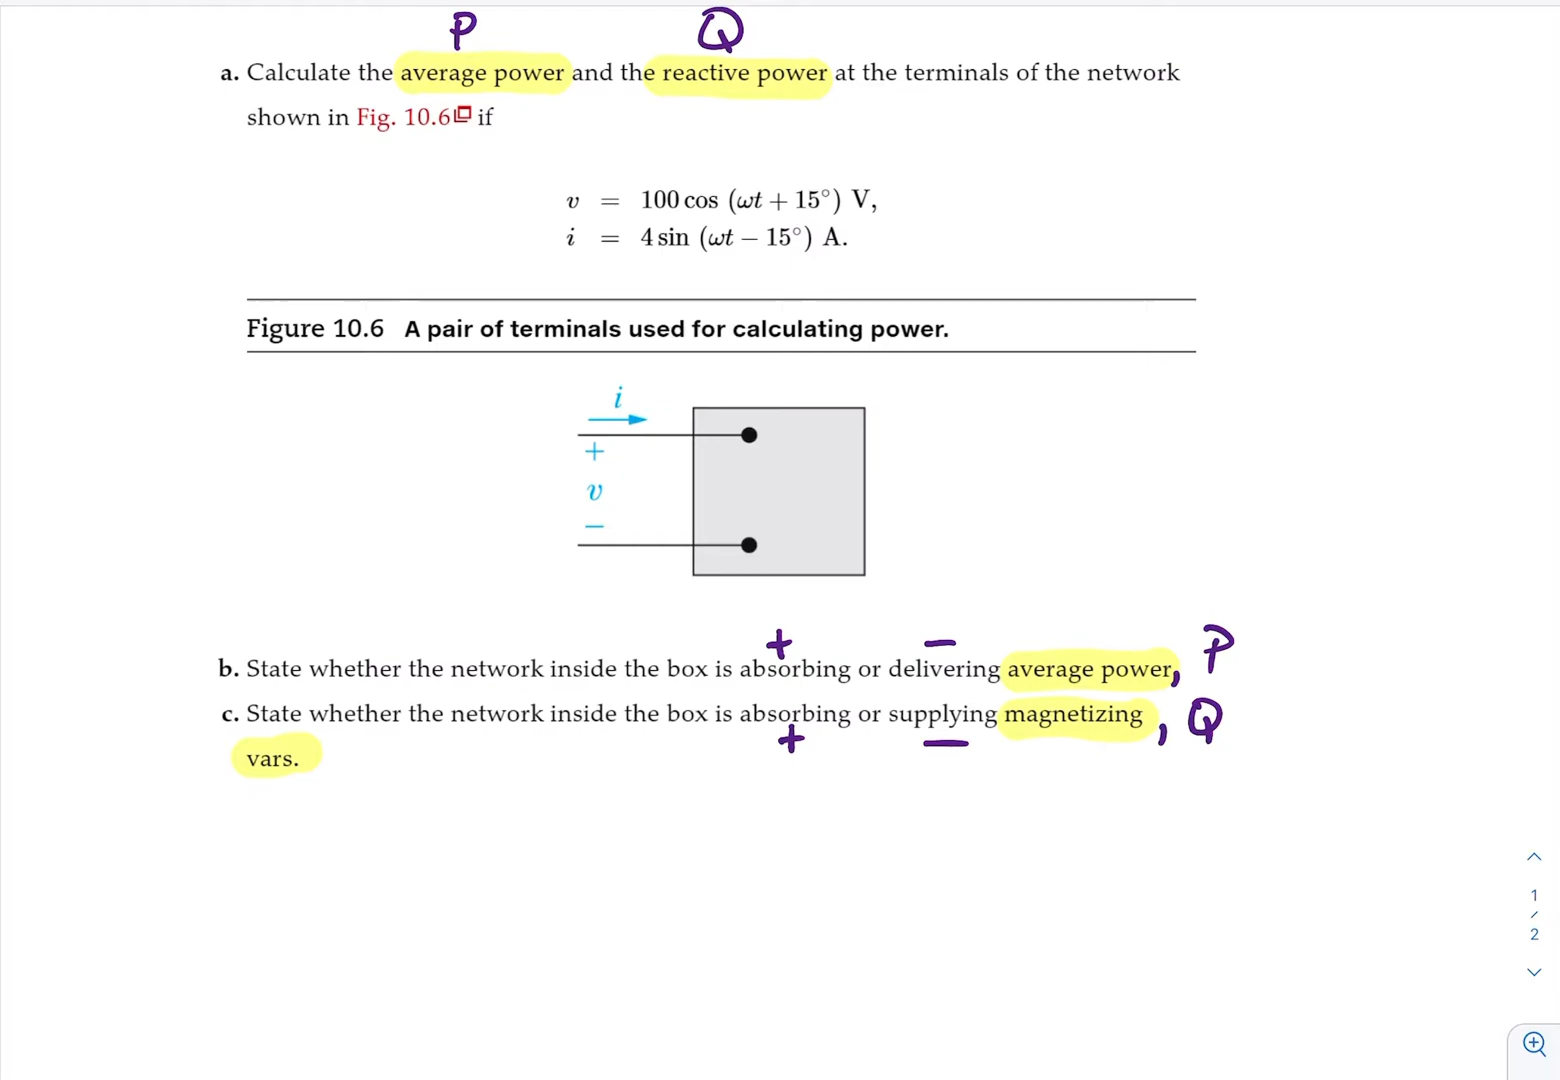 P Q
a. Calculate the average power and the reactive power at the terminals of the network
shown in Fig. 10.6 if
v = 100 cos (ωt + 15°) V,
i = 4 sin (ωt − 15°) A.
Figure 10.6 A pair of terminals used for calculating power.
i
+
v
−
+ −
b. State whether the network inside the box is absorbing or delivering average power, P
c. State whether the network inside the box is absorbing or supplying magnetizing , Q
+ −
vars.
1
/
2